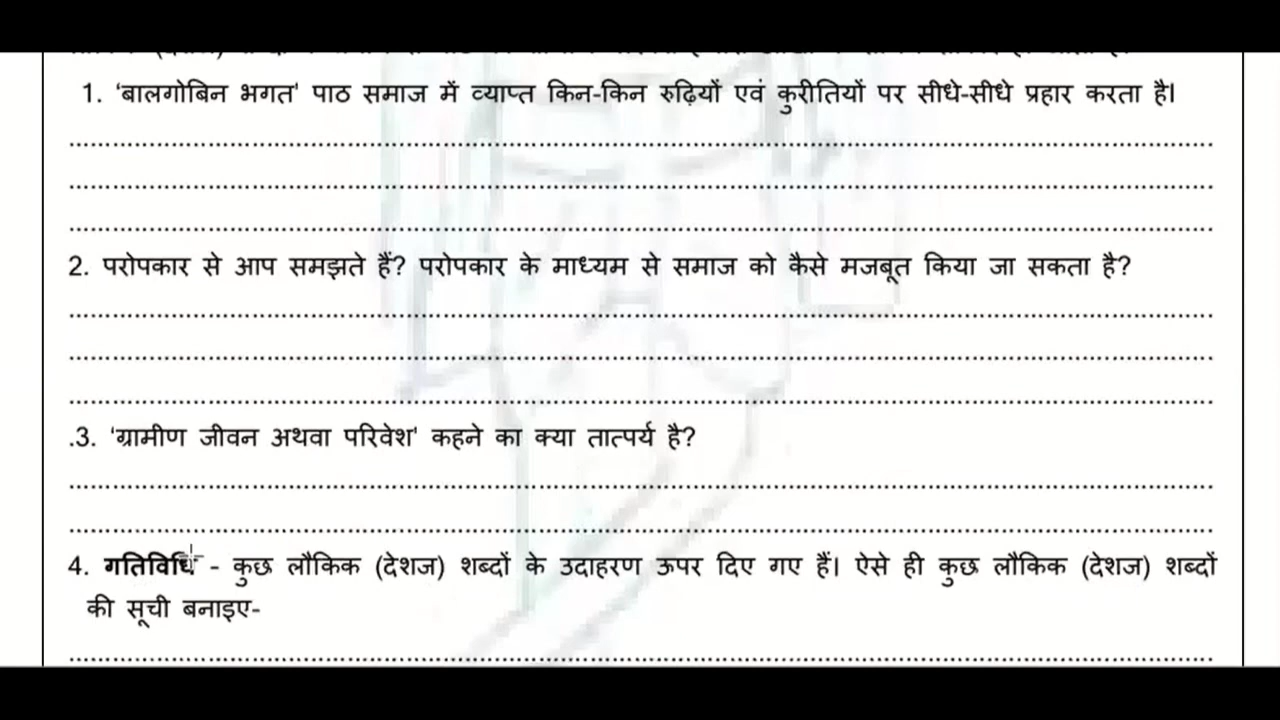 1. 'बालगोबिन भगत' पाठ समाज में व्याप्त किन-किन रुढ़ियों एवं कुरीतियों पर सीधे-सीधे प्रहार करता है।
2. परोपकार से आप समझते हैं? परोपकार के माध्यम से समाज को कैसे मजबूत किया जा सकता है?
.3. 'ग्रामीण जीवन अथवा परिवेश' कहने का क्या तात्पर्य है?
4. गतिविधि - कुछ लौकिक (देशज) शब्दों के उदाहरण ऊपर दिए गए हैं। ऐसे ही कुछ लौकिक (देशज) शब्दों
की सूची बनाइए-